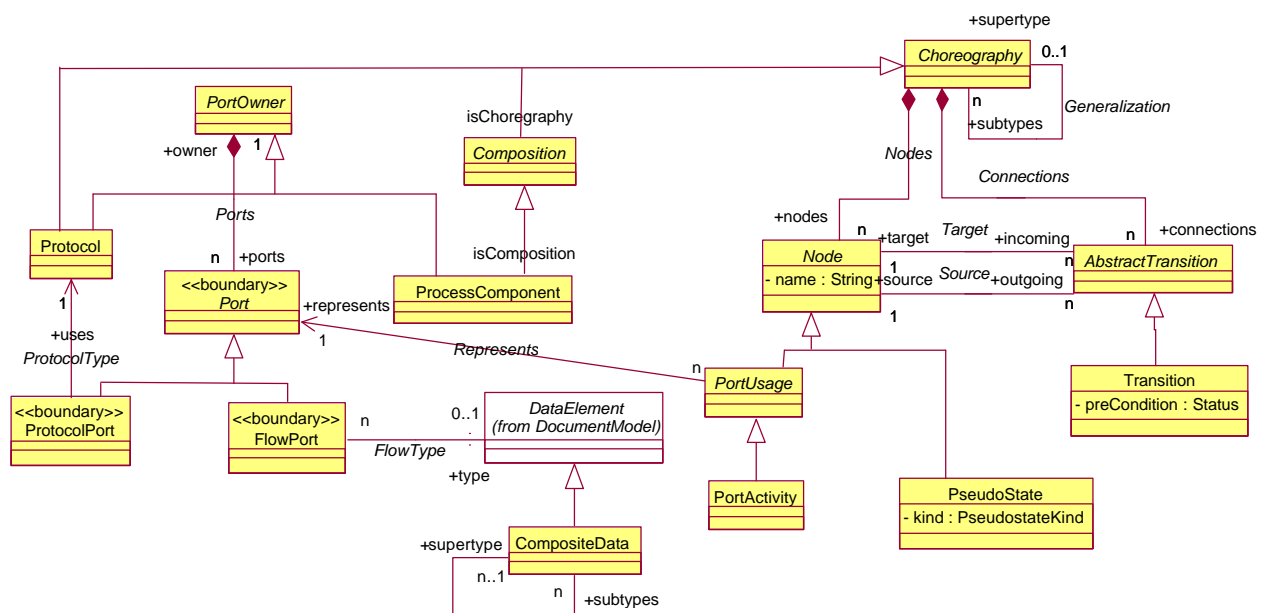 +supertype
Choreography
0..1
n
+subtypes
Generalization
PortOwner
+owner
1
isChoregraphy
Composition
Nodes
Connections
Ports
isComposition
+nodes
n
+connections
n
Protocol
n
+ports
<<boundary>>
Port
ProcessComponent
Node
- name : String
+target
Target
+incoming
1
n
+source
Source
+outgoing
1
n
AbstractTransition
1
+uses
ProtocolType
+represents
1
Represents
n
PortUsage
Transition
- preCondition : Status
<<boundary>>
ProtocolPort
<<boundary>>
FlowPort
n
FlowType
0..1
+type
DataElement
(from DocumentModel)
PortActivity
PseudoState
- kind : PseudostateKind
CompositeData
+supertype
n..1
n
+subtypes